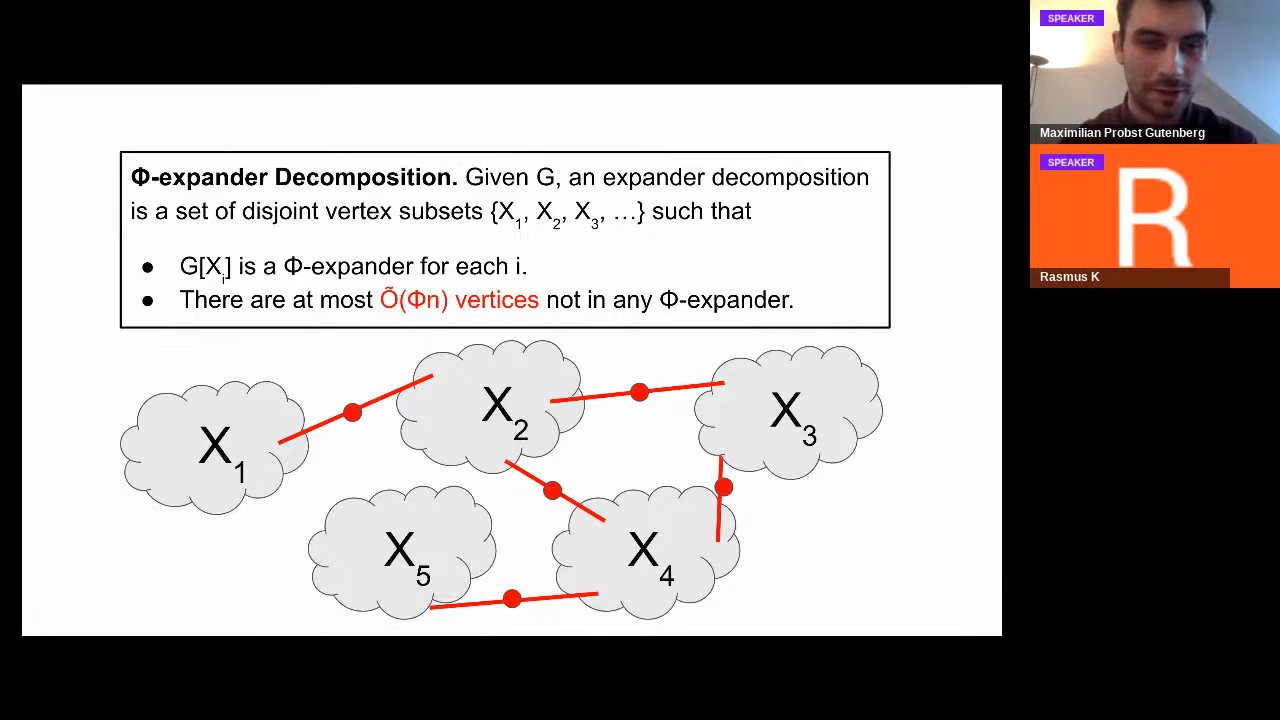 Φ-expander Decomposition. Given G, an expander decomposition
is a set of disjoint vertex subsets {X₁, X₂, X₃, …} such that
● G[Xᵢ] is a Φ-expander for each i.
● There are at most Õ(Φn) vertices not in any Φ-expander.
X₁
X₂
X₃
X₅
X₄
SPEAKER
Maximilian Probst Gutenberg
SPEAKER
R
Rasmus K